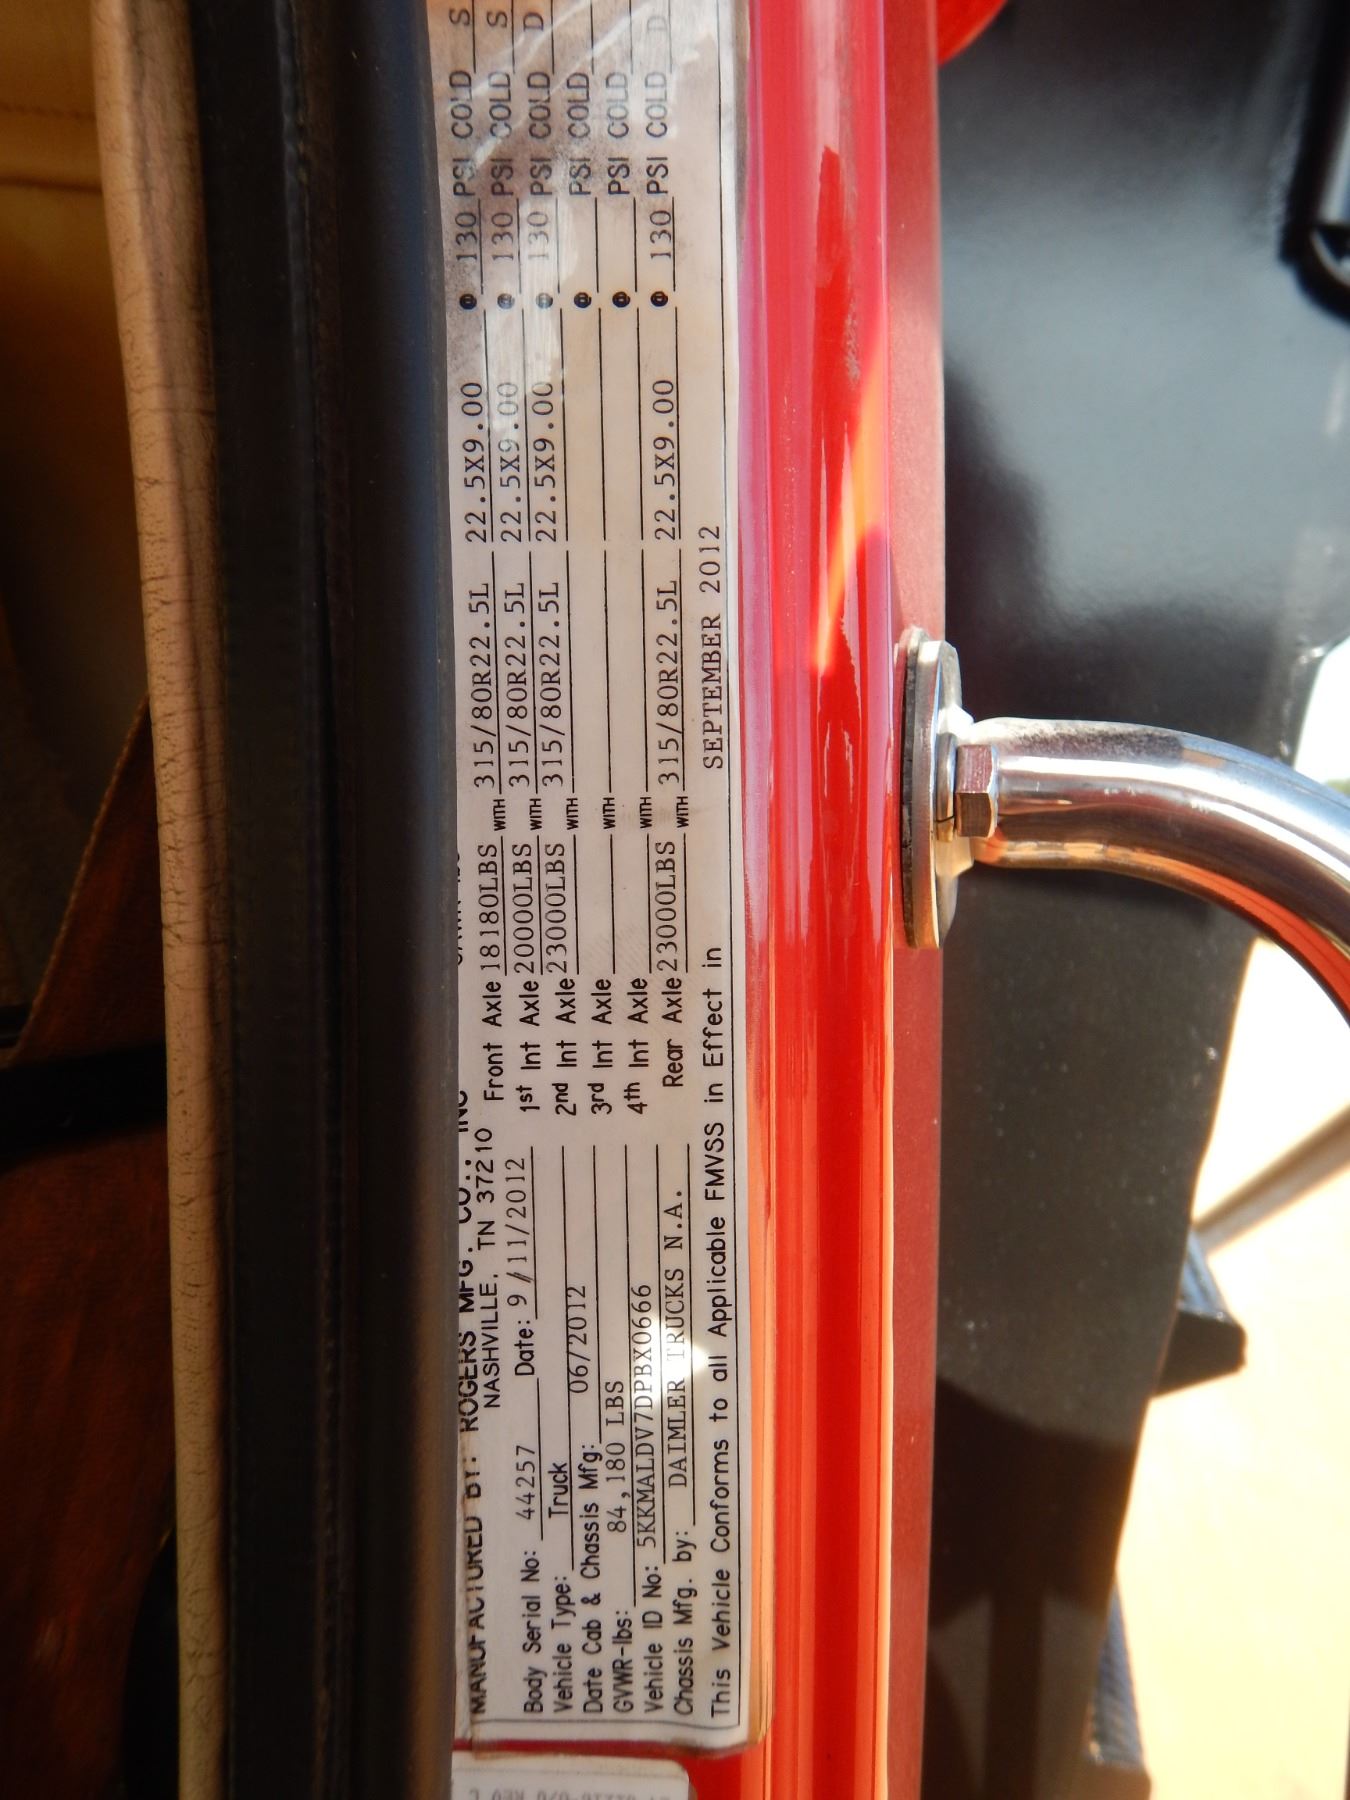 MANUFACTURED BY: ROGERS MFG. CO., INC
NASHVILLE, TN 37210
Body Serial No: 44257 Date: 9/11/2012
Vehicle Type: Truck
Date Cab & Chassis Mfg: 06/2012
GVWR-lbs: 84,180 LBS
Vehicle ID No: 5KKMALDV7DPBX0666
Chassis Mfg. by: DAIMLER TRUCKS N.A.
Front Axle 18180LBS WITH 315/80R22.5L 22.5X9.00 @ 130 PSI COLD S
1st Int Axle 20000LBS WITH 315/80R22.5L 22.5X9.00 @ 130 PSI COLD S
2nd Int Axle 23000LBS WITH 315/80R22.5L 22.5X9.00 @ 130 PSI COLD D
3rd Int Axle WITH @ PSI COLD
4th Int Axle WITH @ PSI COLD
Rear Axle 23000LBS WITH 315/80R22.5L 22.5X9.00 @ 130 PSI COLD D
This Vehicle Conforms to all Applicable FMVSS in Effect in SEPTEMBER 2012